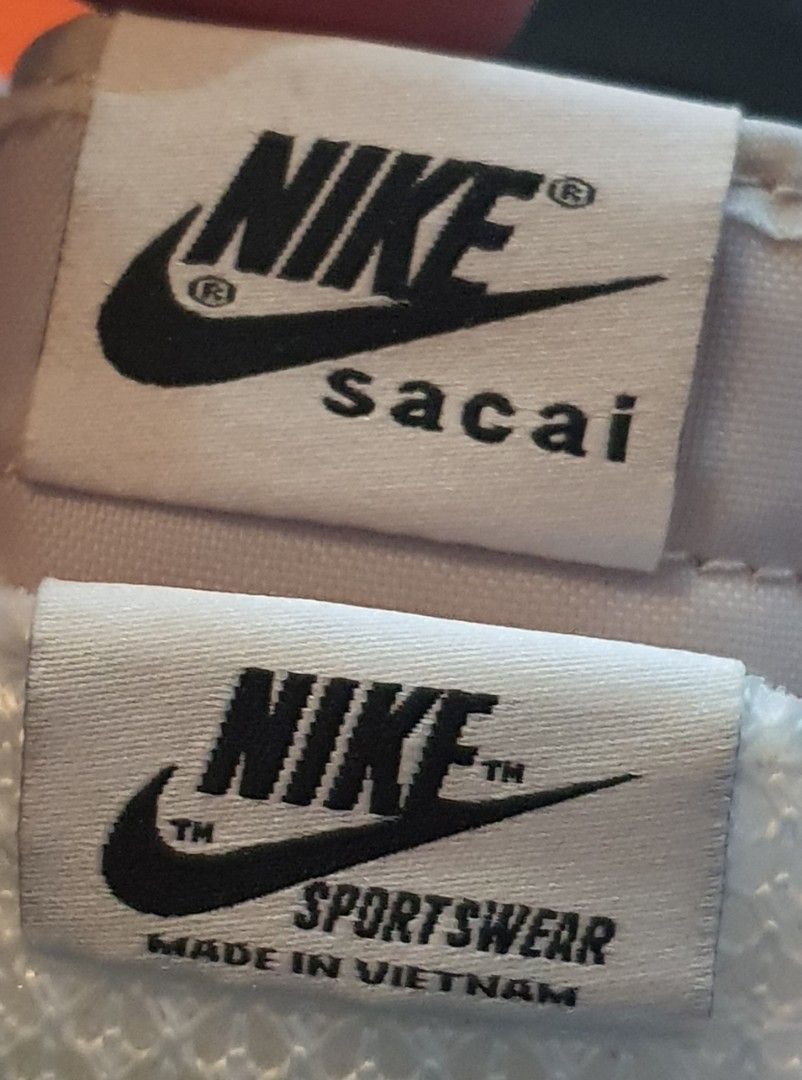 NIKE®
®
sacai
NIKE™
™
SPORTSWEAR
MADE IN VIETNAM